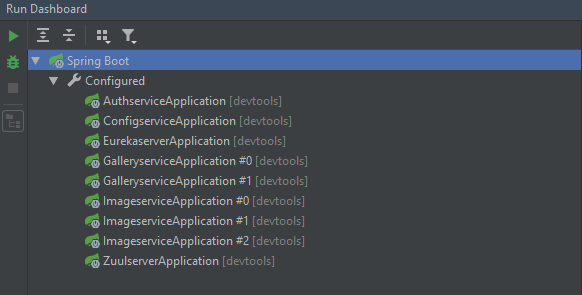 Run Dashboard
Spring Boot
Configured
AuthserviceApplication [devtools]
ConfigserviceApplication [devtools]
EurekaserverApplication [devtools]
GalleryserviceApplication #0 [devtools]
GalleryserviceApplication #1 [devtools]
ImageserviceApplication #0 [devtools]
ImageserviceApplication #1 [devtools]
ImageserviceApplication #2 [devtools]
ZuulserverApplication [devtools]